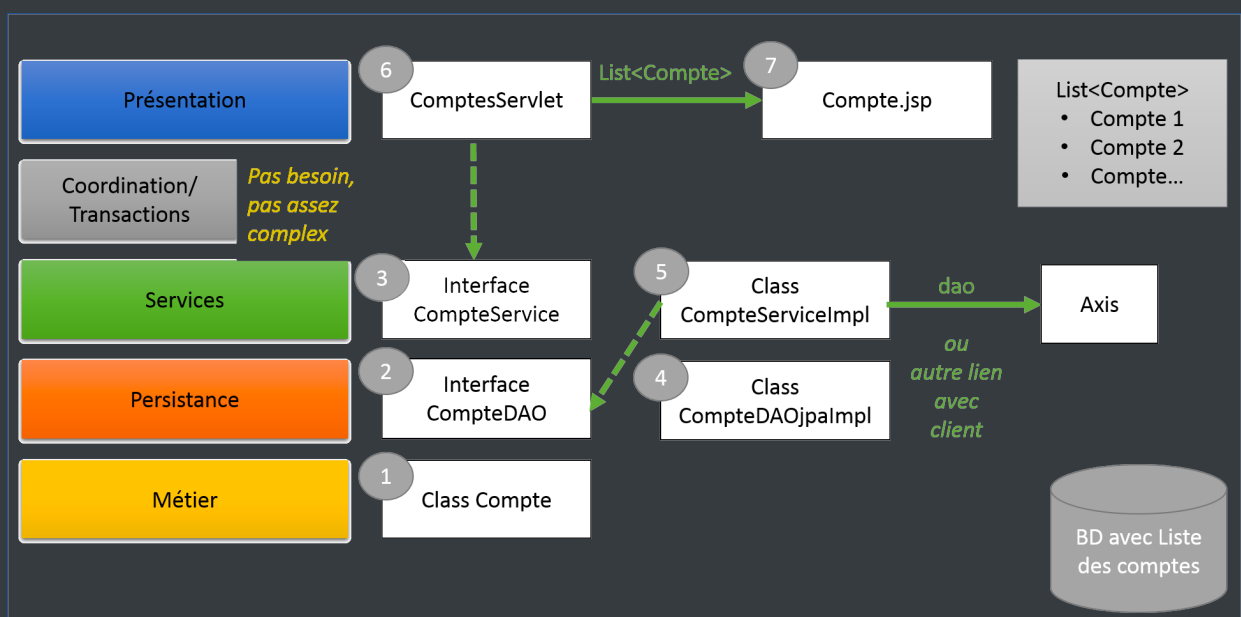 Présentation
6
ComptesServlet
List<Compte>
7
Compte.jsp
List<Compte>
• Compte 1
• Compte 2
• Compte...
Coordination/
Transactions
Pas besoin,
pas assez
complex
Services
3
Interface
CompteService
5
Class
CompteServiceImpl
dao
ou
autre lien
avec
client
Axis
Persistance
2
Interface
CompteDAO
4
Class
CompteDAOjpaImpl
Métier
1
Class Compte
BD avec Liste
des comptes